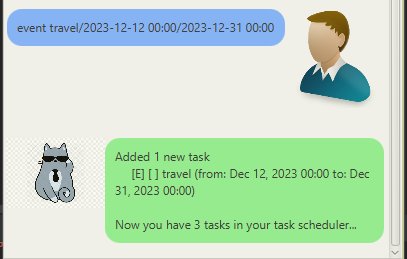 event travel/2023-12-12 00:00/2023-12-31 00:00
Added 1 new task
[E] [ ] travel (from: Dec 12, 2023 00:00 to: Dec
31, 2023 00:00)
Now you have 3 tasks in your task scheduler...